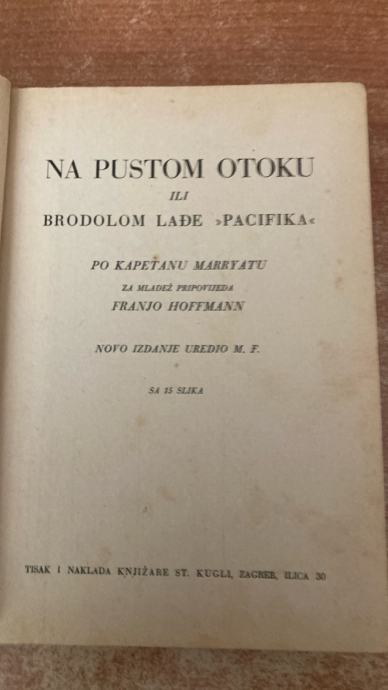 NA PUSTOM OTOKU
ILI
BRODOLOM LAĐE »PACIFIKA«
PO KAPETANU MARRYATU
ZA MLADEŽ PRIPOVIJEDA
FRANJO HOFFMANN
NOVO IZDANJE UREDIO M. F.
SA 15 SLIKA
TISAK I NAKLADA KNJIŽARE ST. KUGLI, ZAGREB, ILICA 30